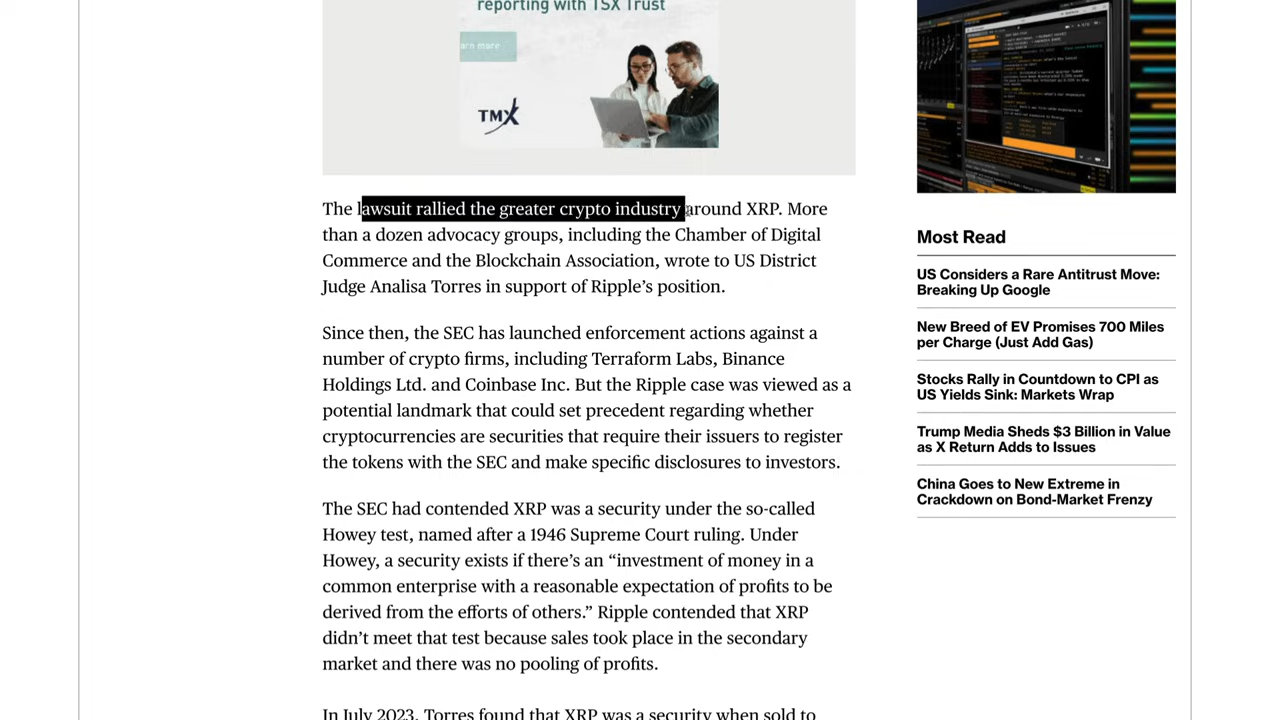 reporting with TSX Trust
arn more
TMX
The lawsuit rallied the greater crypto industry around XRP. More
than a dozen advocacy groups, including the Chamber of Digital
Commerce and the Blockchain Association, wrote to US District
Judge Analisa Torres in support of Ripple’s position.
Since then, the SEC has launched enforcement actions against a
number of crypto firms, including Terraform Labs, Binance
Holdings Ltd. and Coinbase Inc. But the Ripple case was viewed as a
potential landmark that could set precedent regarding whether
cryptocurrencies are securities that require their issuers to register
the tokens with the SEC and make specific disclosures to investors.
The SEC had contended XRP was a security under the so-called
Howey test, named after a 1946 Supreme Court ruling. Under
Howey, a security exists if there’s an “investment of money in a
common enterprise with a reasonable expectation of profits to be
derived from the efforts of others.” Ripple contended that XRP
didn’t meet that test because sales took place in the secondary
market and there was no pooling of profits.
In July 2023, Torres found that XRP was a security when sold to
Most Read
US Considers a Rare Antitrust Move:
Breaking Up Google
New Breed of EV Promises 700 Miles
per Charge (Just Add Gas)
Stocks Rally in Countdown to CPI as
US Yields Sink: Markets Wrap
Trump Media Sheds $3 Billion in Value
as X Return Adds to Issues
China Goes to New Extreme in
Crackdown on Bond-Market Frenzy